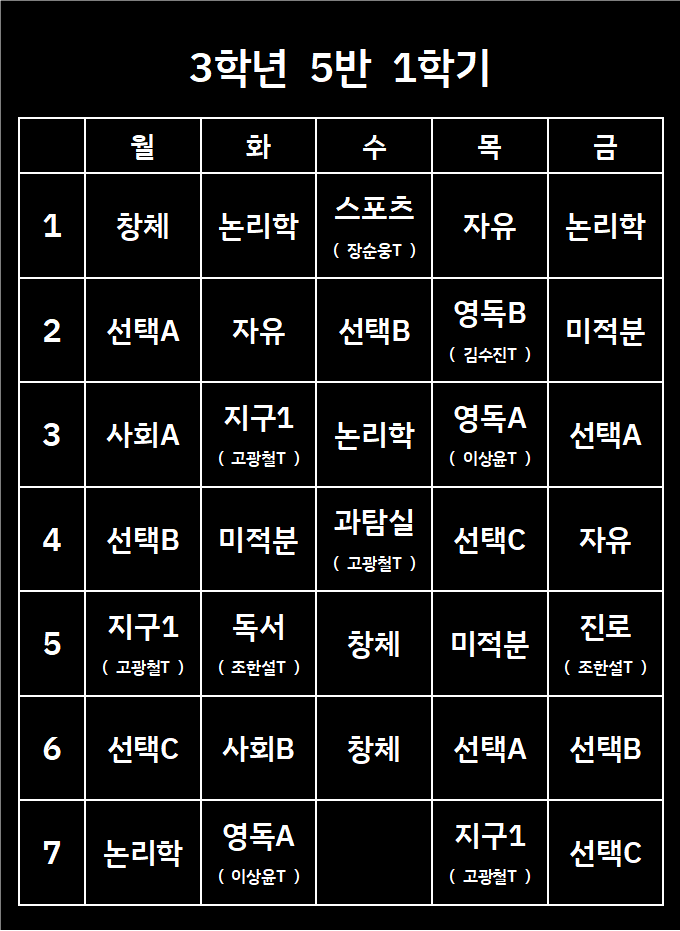 3학년 5반 1학기
월 화 수 목 금
1 창체 논리학 스포츠 자유 논리학
( 장순웅T )
2 선택A 자유 선택B 영독B 미적분
( 김수진T )
3 사회A 지구1 논리학 영독A 선택A
( 고광철T ) ( 이상윤T )
4 선택B 미적분 과탐실 선택C 자유
( 고광철T )
5 지구1 독서 창체 미적분 진로
( 고광철T ) ( 조한설T ) ( 조한설T )
6 선택C 사회B 창체 선택A 선택B
7 논리학 영독A 지구1 선택C
( 이상윤T ) ( 고광철T )